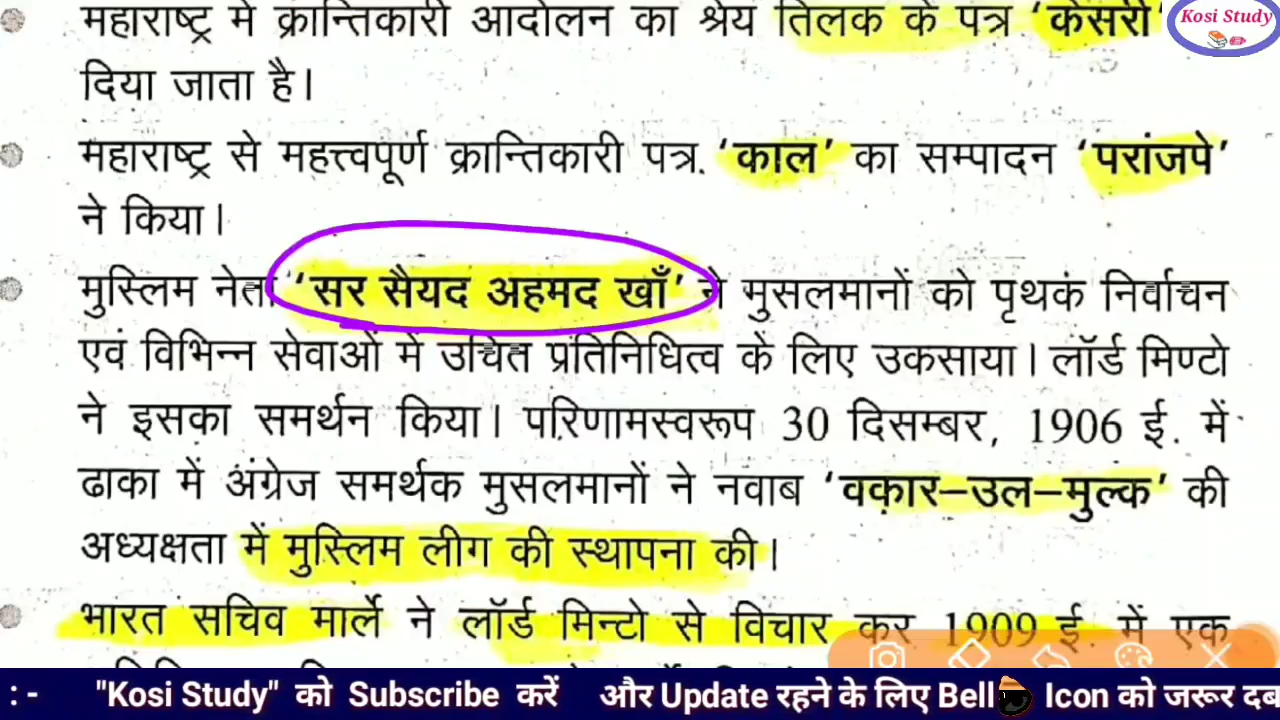 महाराष्ट्र में क्रान्तिकारी आंदोलन का श्रेय तिलक के पत्र ‘केसरी’
Kosi Study
दिया जाता है।
महाराष्ट्र से महत्त्वपूर्ण क्रान्तिकारी पत्र. ‘काल’ का सम्पादन ‘परांजपे’
ने किया।
मुस्लिम नेता ‘सर सैयद अहमद खाँ’ ने मुसलमानों को पृथकं निर्वाचन
एवं विभिन्न सेवाओं में उचित प्रतिनिधित्व के लिए उकसाया। लॉर्ड मिण्टो
ने इसका समर्थन किया। परिणामस्वरूप 30 दिसम्बर, 1906 ई. में
ढाका में अंग्रेज समर्थक मुसलमानों ने नवाब ‘वक़ार–उल–मुल्क’ की
अध्यक्षता में मुस्लिम लीग की स्थापना की।
भारत सचिव मार्ले ने लॉर्ड मिन्टो से विचार कर 1909 ई. में एक
: - "Kosi Study" को Subscribe करें और Update रहने के लिए Bell Icon को जरूर दब